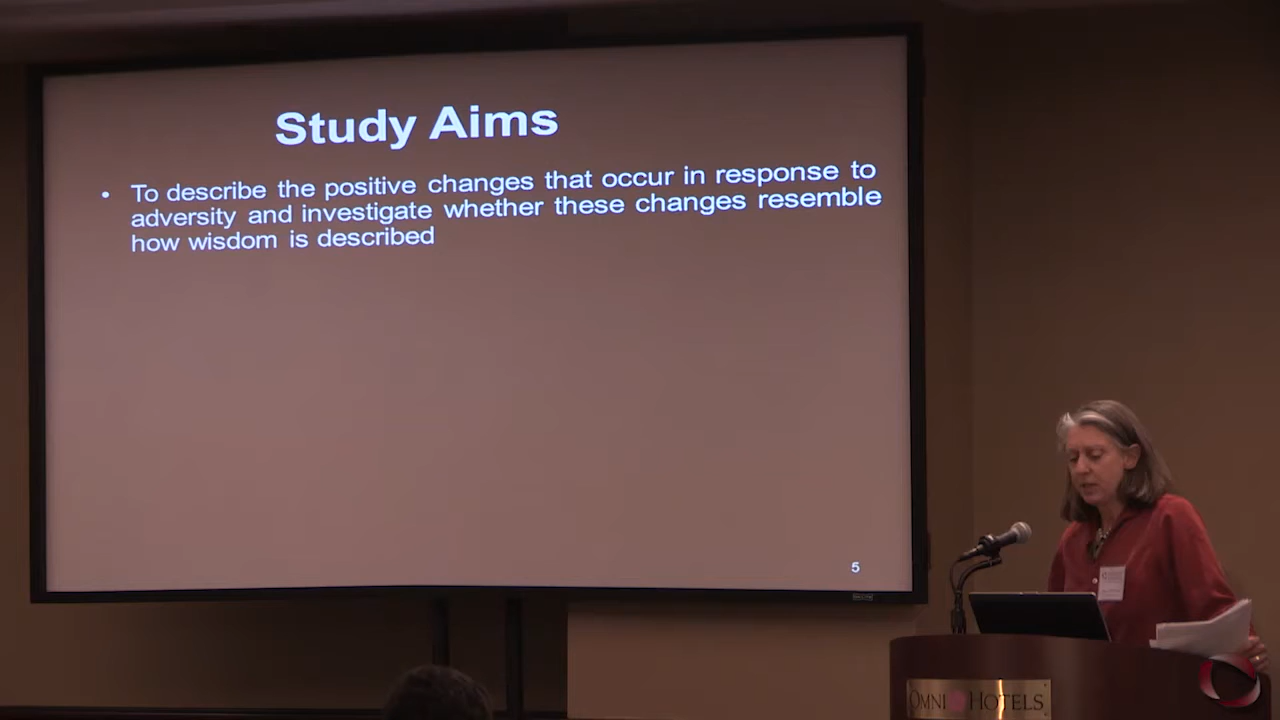 Study Aims
• To describe the positive changes that occur in response to
adversity and investigate whether these changes resemble
how wisdom is described
5
OMNI HOTELS